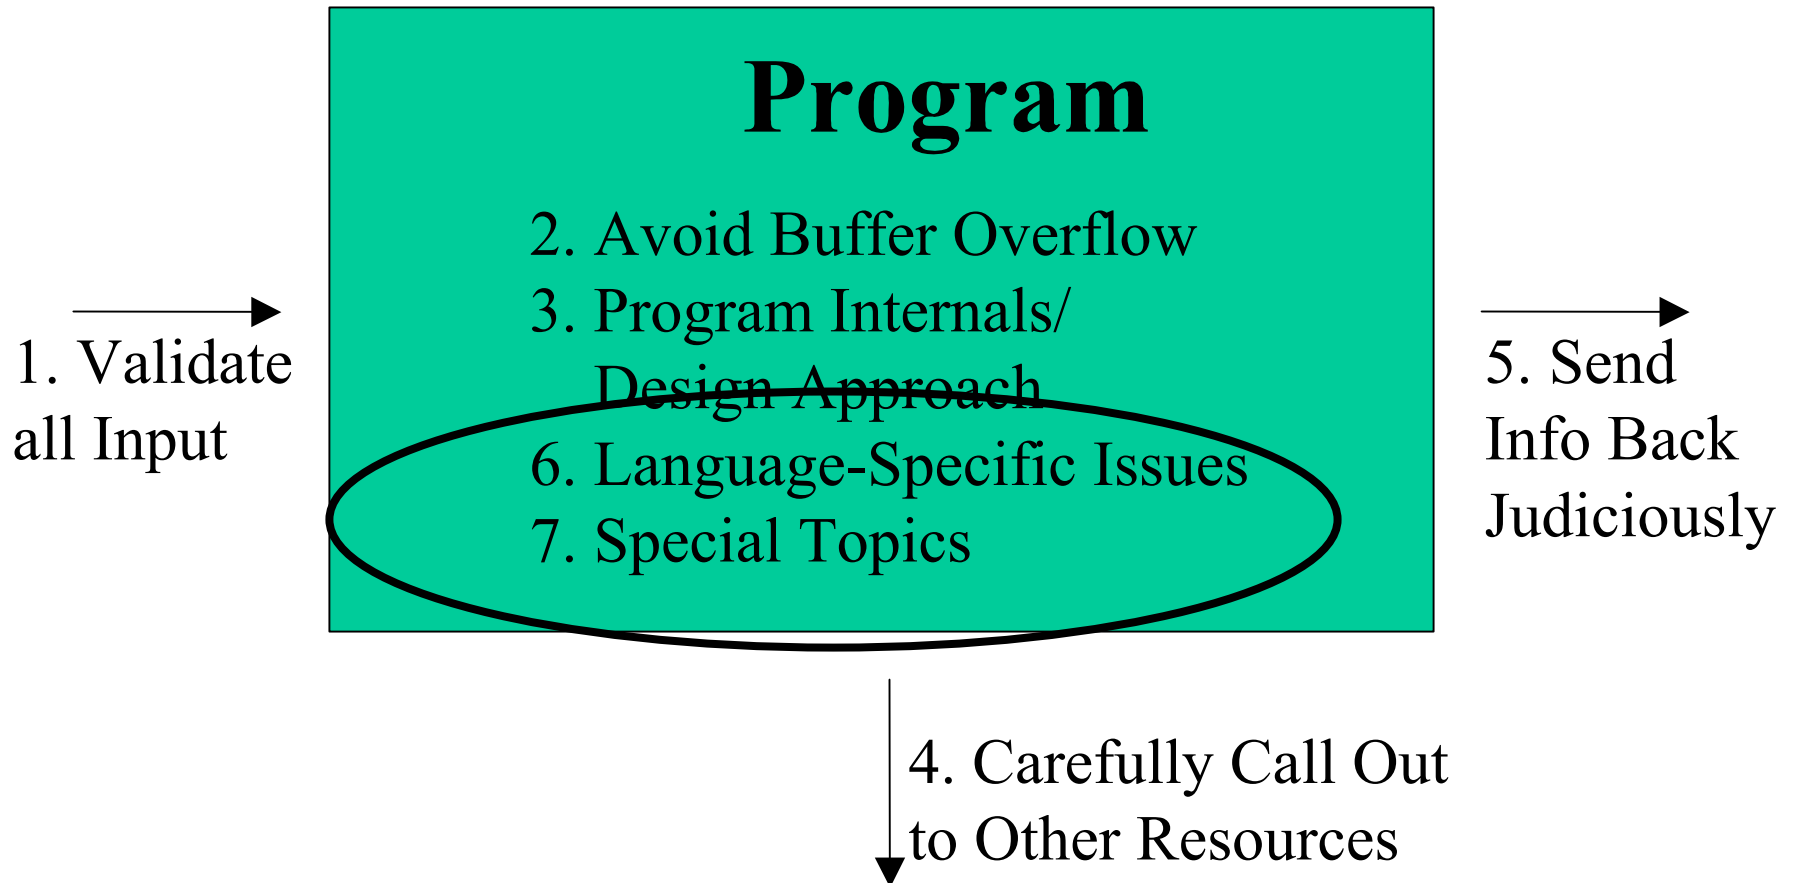 Program
2. Avoid Buffer Overflow
3. Program Internals/
Design Approach
6. Language-Specific Issues
7. Special Topics
1. Validate
all Input
5. Send
Info Back
Judiciously
4. Carefully Call Out
to Other Resources